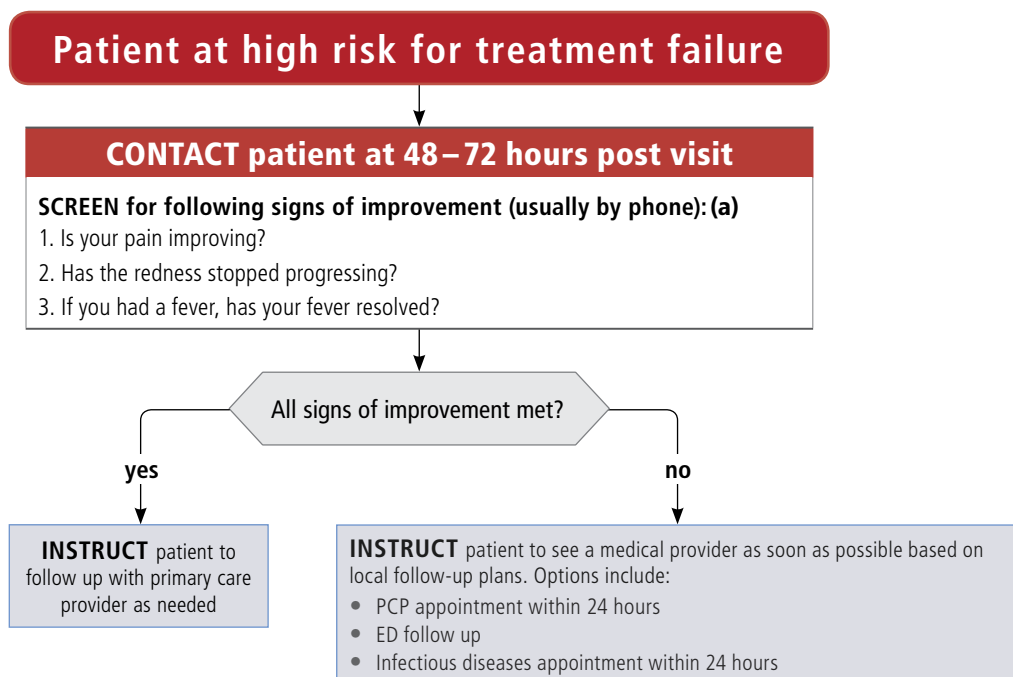 Patient at high risk for treatment failure
CONTACT patient at 48–72 hours post visit
SCREEN for following signs of improvement (usually by phone): (a)
1. Is your pain improving?
2. Has the redness stopped progressing?
3. If you had a fever, has your fever resolved?
All signs of improvement met?
yes
no
INSTRUCT patient to
follow up with primary care
provider as needed
INSTRUCT patient to see a medical provider as soon as possible based on
local follow-up plans. Options include:
• PCP appointment within 24 hours
• ED follow up
• Infectious diseases appointment within 24 hours